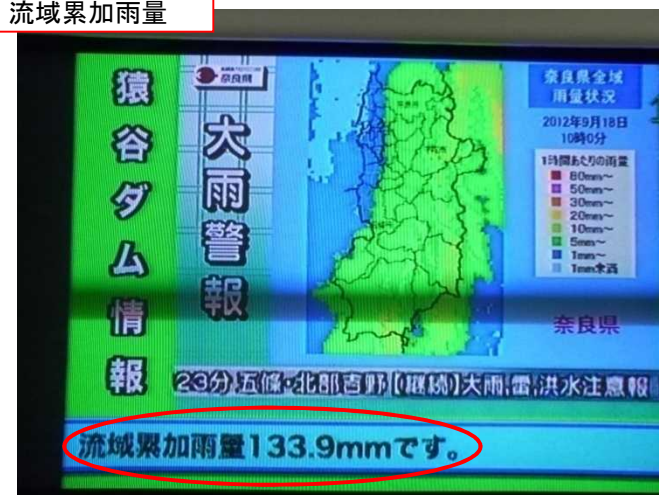 流域累加雨量
猿谷ダム情報
奈良県
大雨警報
奈良県全域
雨量状況
2012年9月18日
10時0分
1時間あたりの雨量
80mm~
50mm~
30mm~
20mm~
10mm~
5mm~
1mm~
1mm未満
奈良県
23分 五條・北部吉野【継続】大雨,雷,洪水注意報
流域累加雨量133.9mmです。